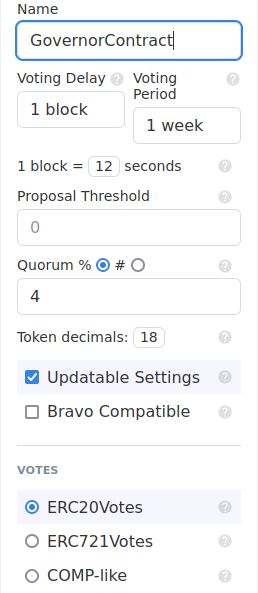 Name
GovernorContract
Voting Delay ?
Voting Period ?
1 block
1 week
1 block = 12 seconds ?
Proposal Threshold ?
0
Quorum % # ?
4
Token decimals: 18 ?
Updatable Settings ?
Bravo Compatible ?
VOTES
ERC20Votes ?
ERC721Votes ?
COMP-like ?